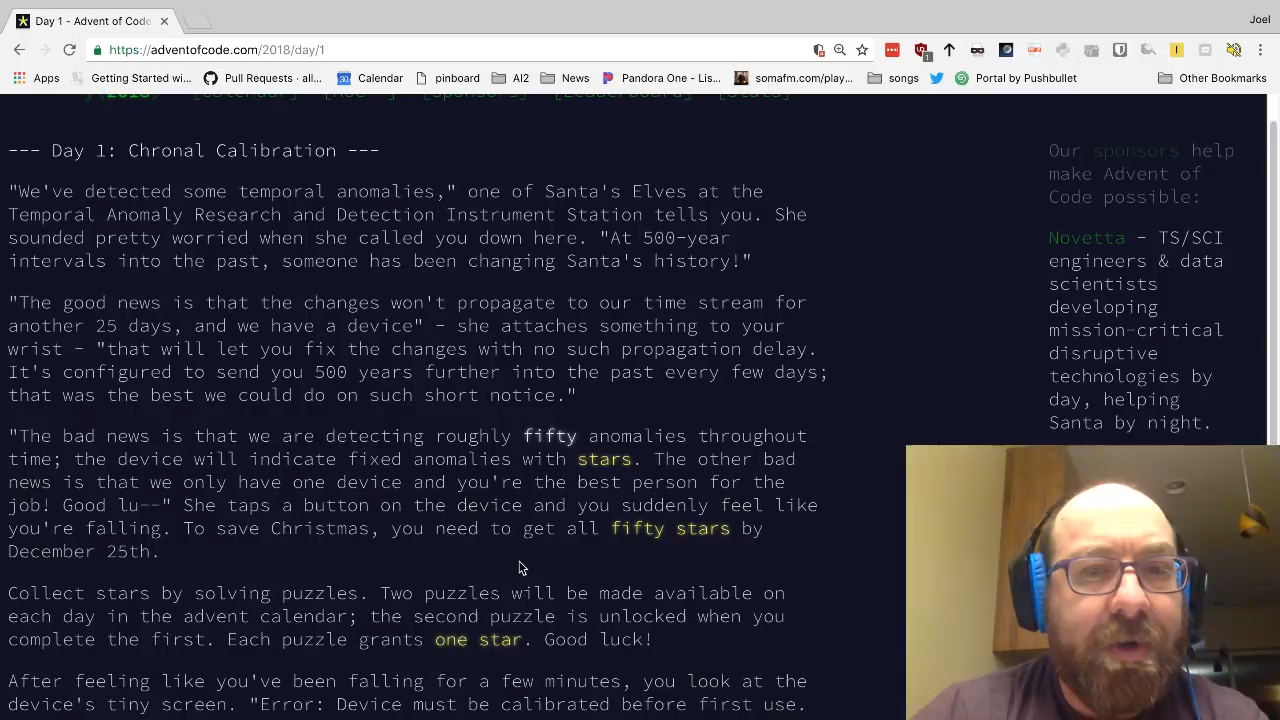 Day 1 - Advent of Code
Joel
https://adventofcode.com/2018/day/1
Apps
Getting Started wi...
Pull Requests · all...
Calendar
pinboard
AI2
News
Pandora One - Lis...
somafm.com/play...
songs
Portal by Pushbullet
Other Bookmarks
--- Day 1: Chronal Calibration ---
"We've detected some temporal anomalies," one of Santa's Elves at the
Temporal Anomaly Research and Detection Instrument Station tells you. She
sounded pretty worried when she called you down here. "At 500-year
intervals into the past, someone has been changing Santa's history!"
"The good news is that the changes won't propagate to our time stream for
another 25 days, and we have a device" - she attaches something to your
wrist - "that will let you fix the changes with no such propagation delay.
It's configured to send you 500 years further into the past every few days;
that was the best we could do on such short notice."
"The bad news is that we are detecting roughly fifty anomalies throughout
time; the device will indicate fixed anomalies with stars. The other bad
news is that we only have one device and you're the best person for the
job! Good lu--" She taps a button on the device and you suddenly feel like
you're falling. To save Christmas, you need to get all fifty stars by
December 25th.
Collect stars by solving puzzles. Two puzzles will be made available on
each day in the advent calendar; the second puzzle is unlocked when you
complete the first. Each puzzle grants one star. Good luck!
After feeling like you've been falling for a few minutes, you look at the
device's tiny screen. "Error: Device must be calibrated before first use.
Our sponsors help
make Advent of
Code possible:
Novetta - TS/SCI
engineers & data
scientists
developing
mission-critical
disruptive
technologies by
day, helping
Santa by night.